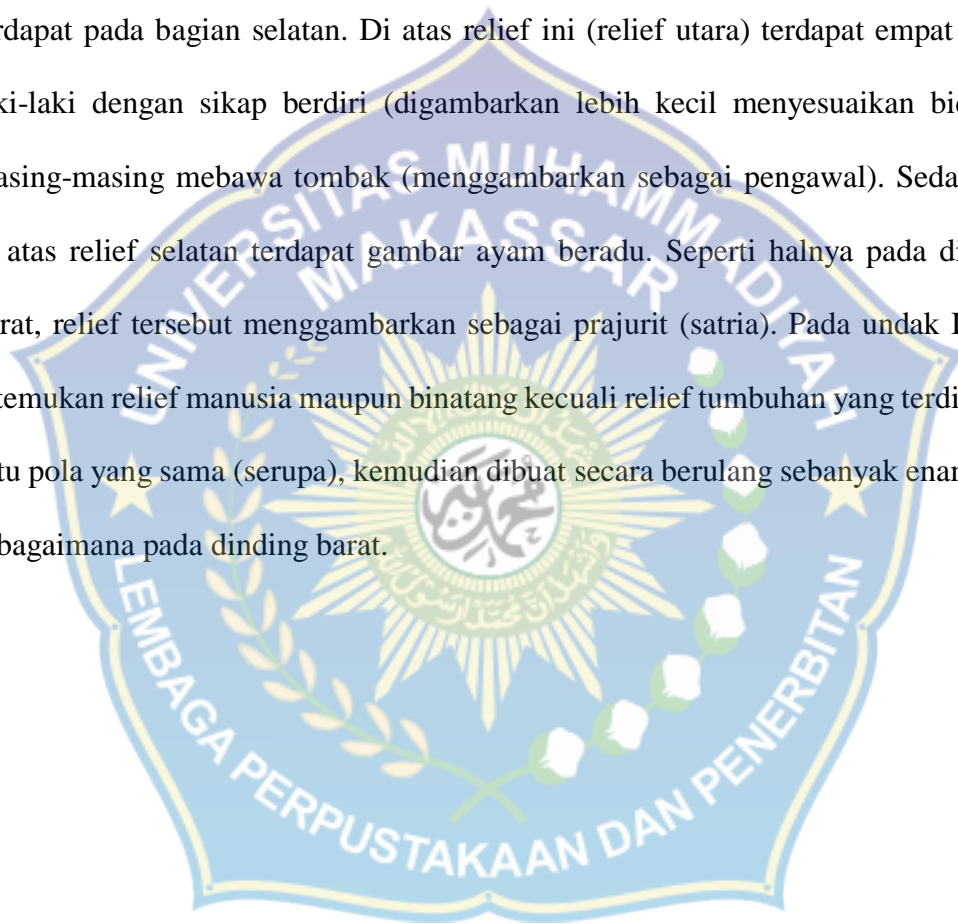 rdapat pada bagian selatan. Di atas relief ini (relief utara) terdapat empat
ki-laki dengan sikap berdiri (digambarkan lebih kecil menyesuaikan bid
asing-masing mebawa tombak (menggambarkan sebagai pengawal). Seda
atas relief selatan terdapat gambar ayam beradu. Seperti halnya pada di
rat, relief tersebut menggambarkan sebagai prajurit (satria). Pada undak
temukan relief manusia maupun binatang kecuali relief tumbuhan yang terdi
tu pola yang sama (serupa), kemudian dibuat secara berulang sebanyak enam
bagaimana pada dinding barat.
UNIVERSITAS MUHAMMADIYAH
MAKASSAR
LEMBAGA PERPUSTAKAAN DAN PENERBITAN